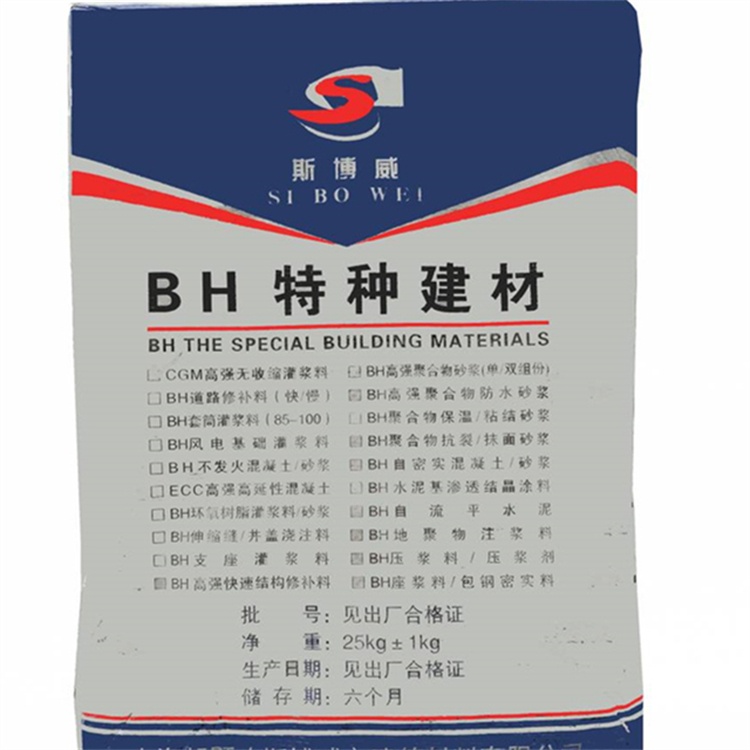 斯博威
SI BO WEI
BH 特种建材
BH THE SPECIAL BUILDING MATERIALS
□CGM高强无收缩灌浆料 □BH高强聚合物砂浆(单/双组份)
□BH道路修补料(快/慢) □BH高强聚合物防水砂浆
□BH套筒灌浆料(85-100) □BH聚合物保温/粘结砂浆
□BH风电基础灌浆料 □BH聚合物抗裂/抹面砂浆
□BH不发火混凝土/砂浆 □BH自密实混凝土/砂浆
□ECC高强高延性混凝土 □BH水泥基渗透结晶涂料
□BH环氧树脂灌浆料/砂浆 □BH自流平水泥
□BH伸缩缝/井盖浇注料 □BH地聚物注浆料
□BH支座灌浆料 □BH压浆料/压浆剂
□BH高强快速结构修补料 □BH座浆料/包钢密实料
批号:见出厂合格证
净重:25kg±1kg
生产日期:见出厂合格证
储存期:六个月